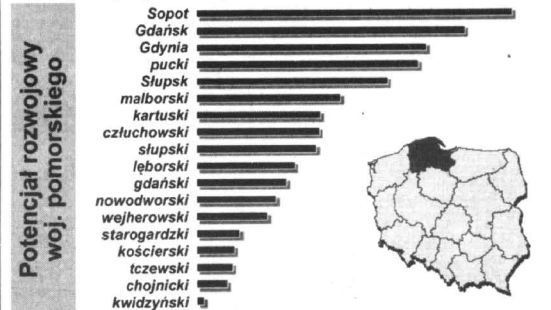 Potencjał rozwojowy
woj. pomorskiego
Sopot
Gdańsk
Gdynia
pucki
Słupsk
malborski
kartuski
człuchowski
słupski
lęborski
gdański
nowodworski
wejherowski
starogardzki
kościerski
tczewski
chojnicki
kwidzyński